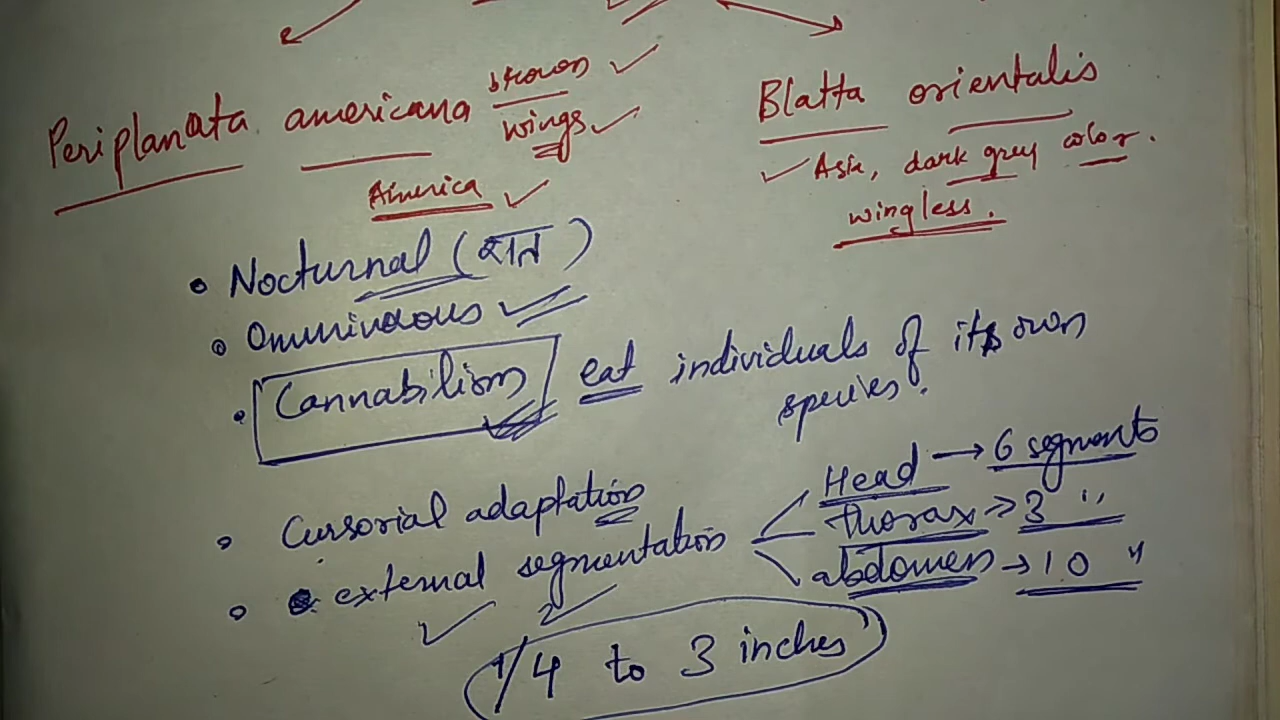 Periplanata americana brown
wings
America
Blatta orientalis
Asia, dark grey color.
wingless.
• Nocturnal (रात)
• Omnivorous
• Cannabilism eat individuals of its own
species.
• Cursorial adaptation
• external segmentation
Head → 6 segments
thorax → 3 "
abdomen → 10 "
1/4 to 3 inches